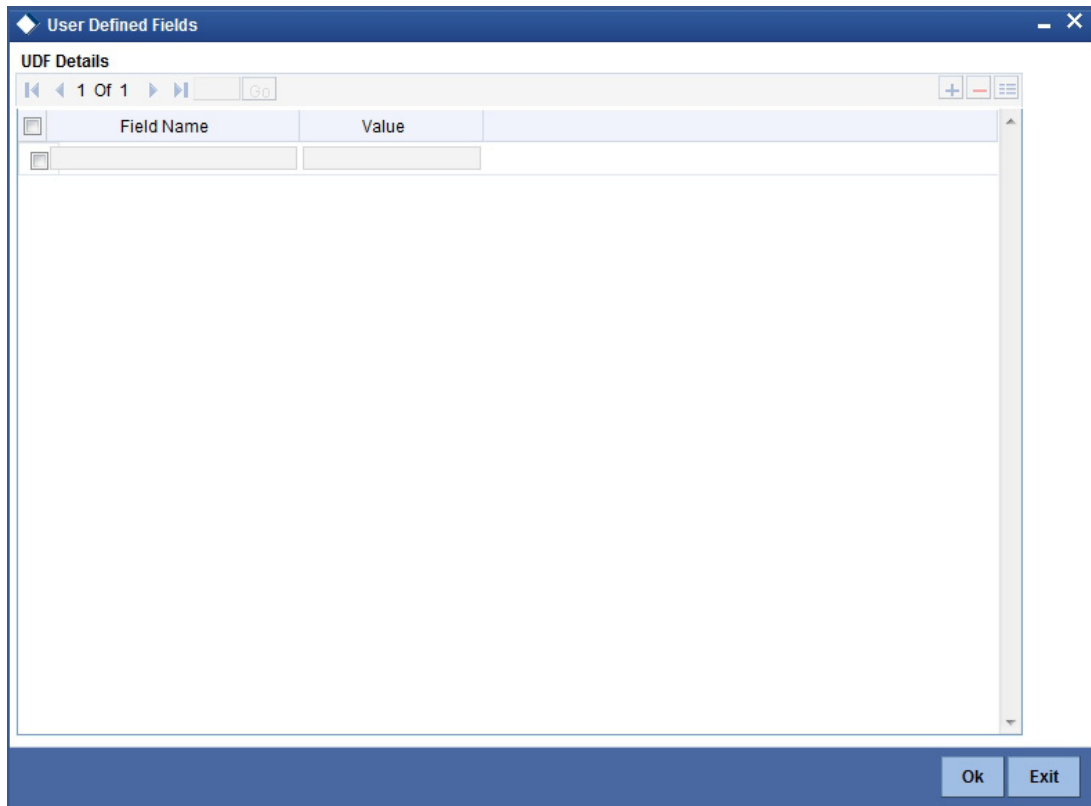 User Defined Fields
UDF Details
1 Of 1 Go
Field Name Value
Ok Exit